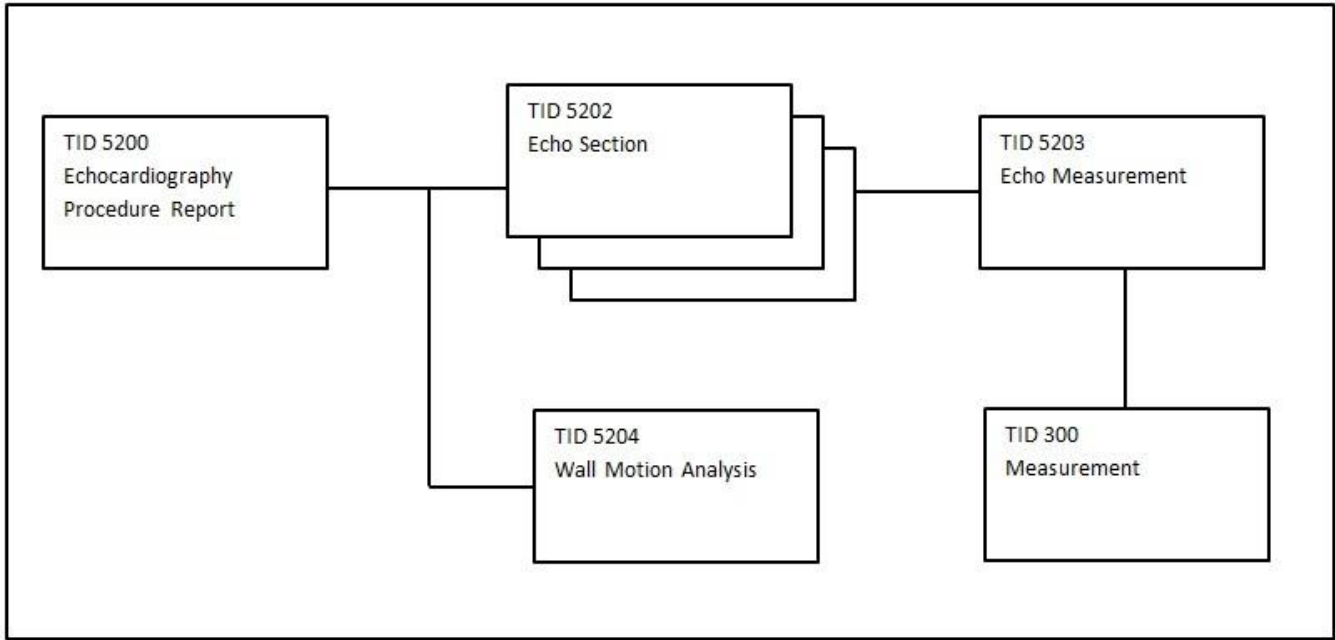 TID 5200
Echocardiography
Procedure Report
TID 5202
Echo Section
TID 5203
Echo Measurement
TID 5204
Wall Motion Analysis
TID 300
Measurement